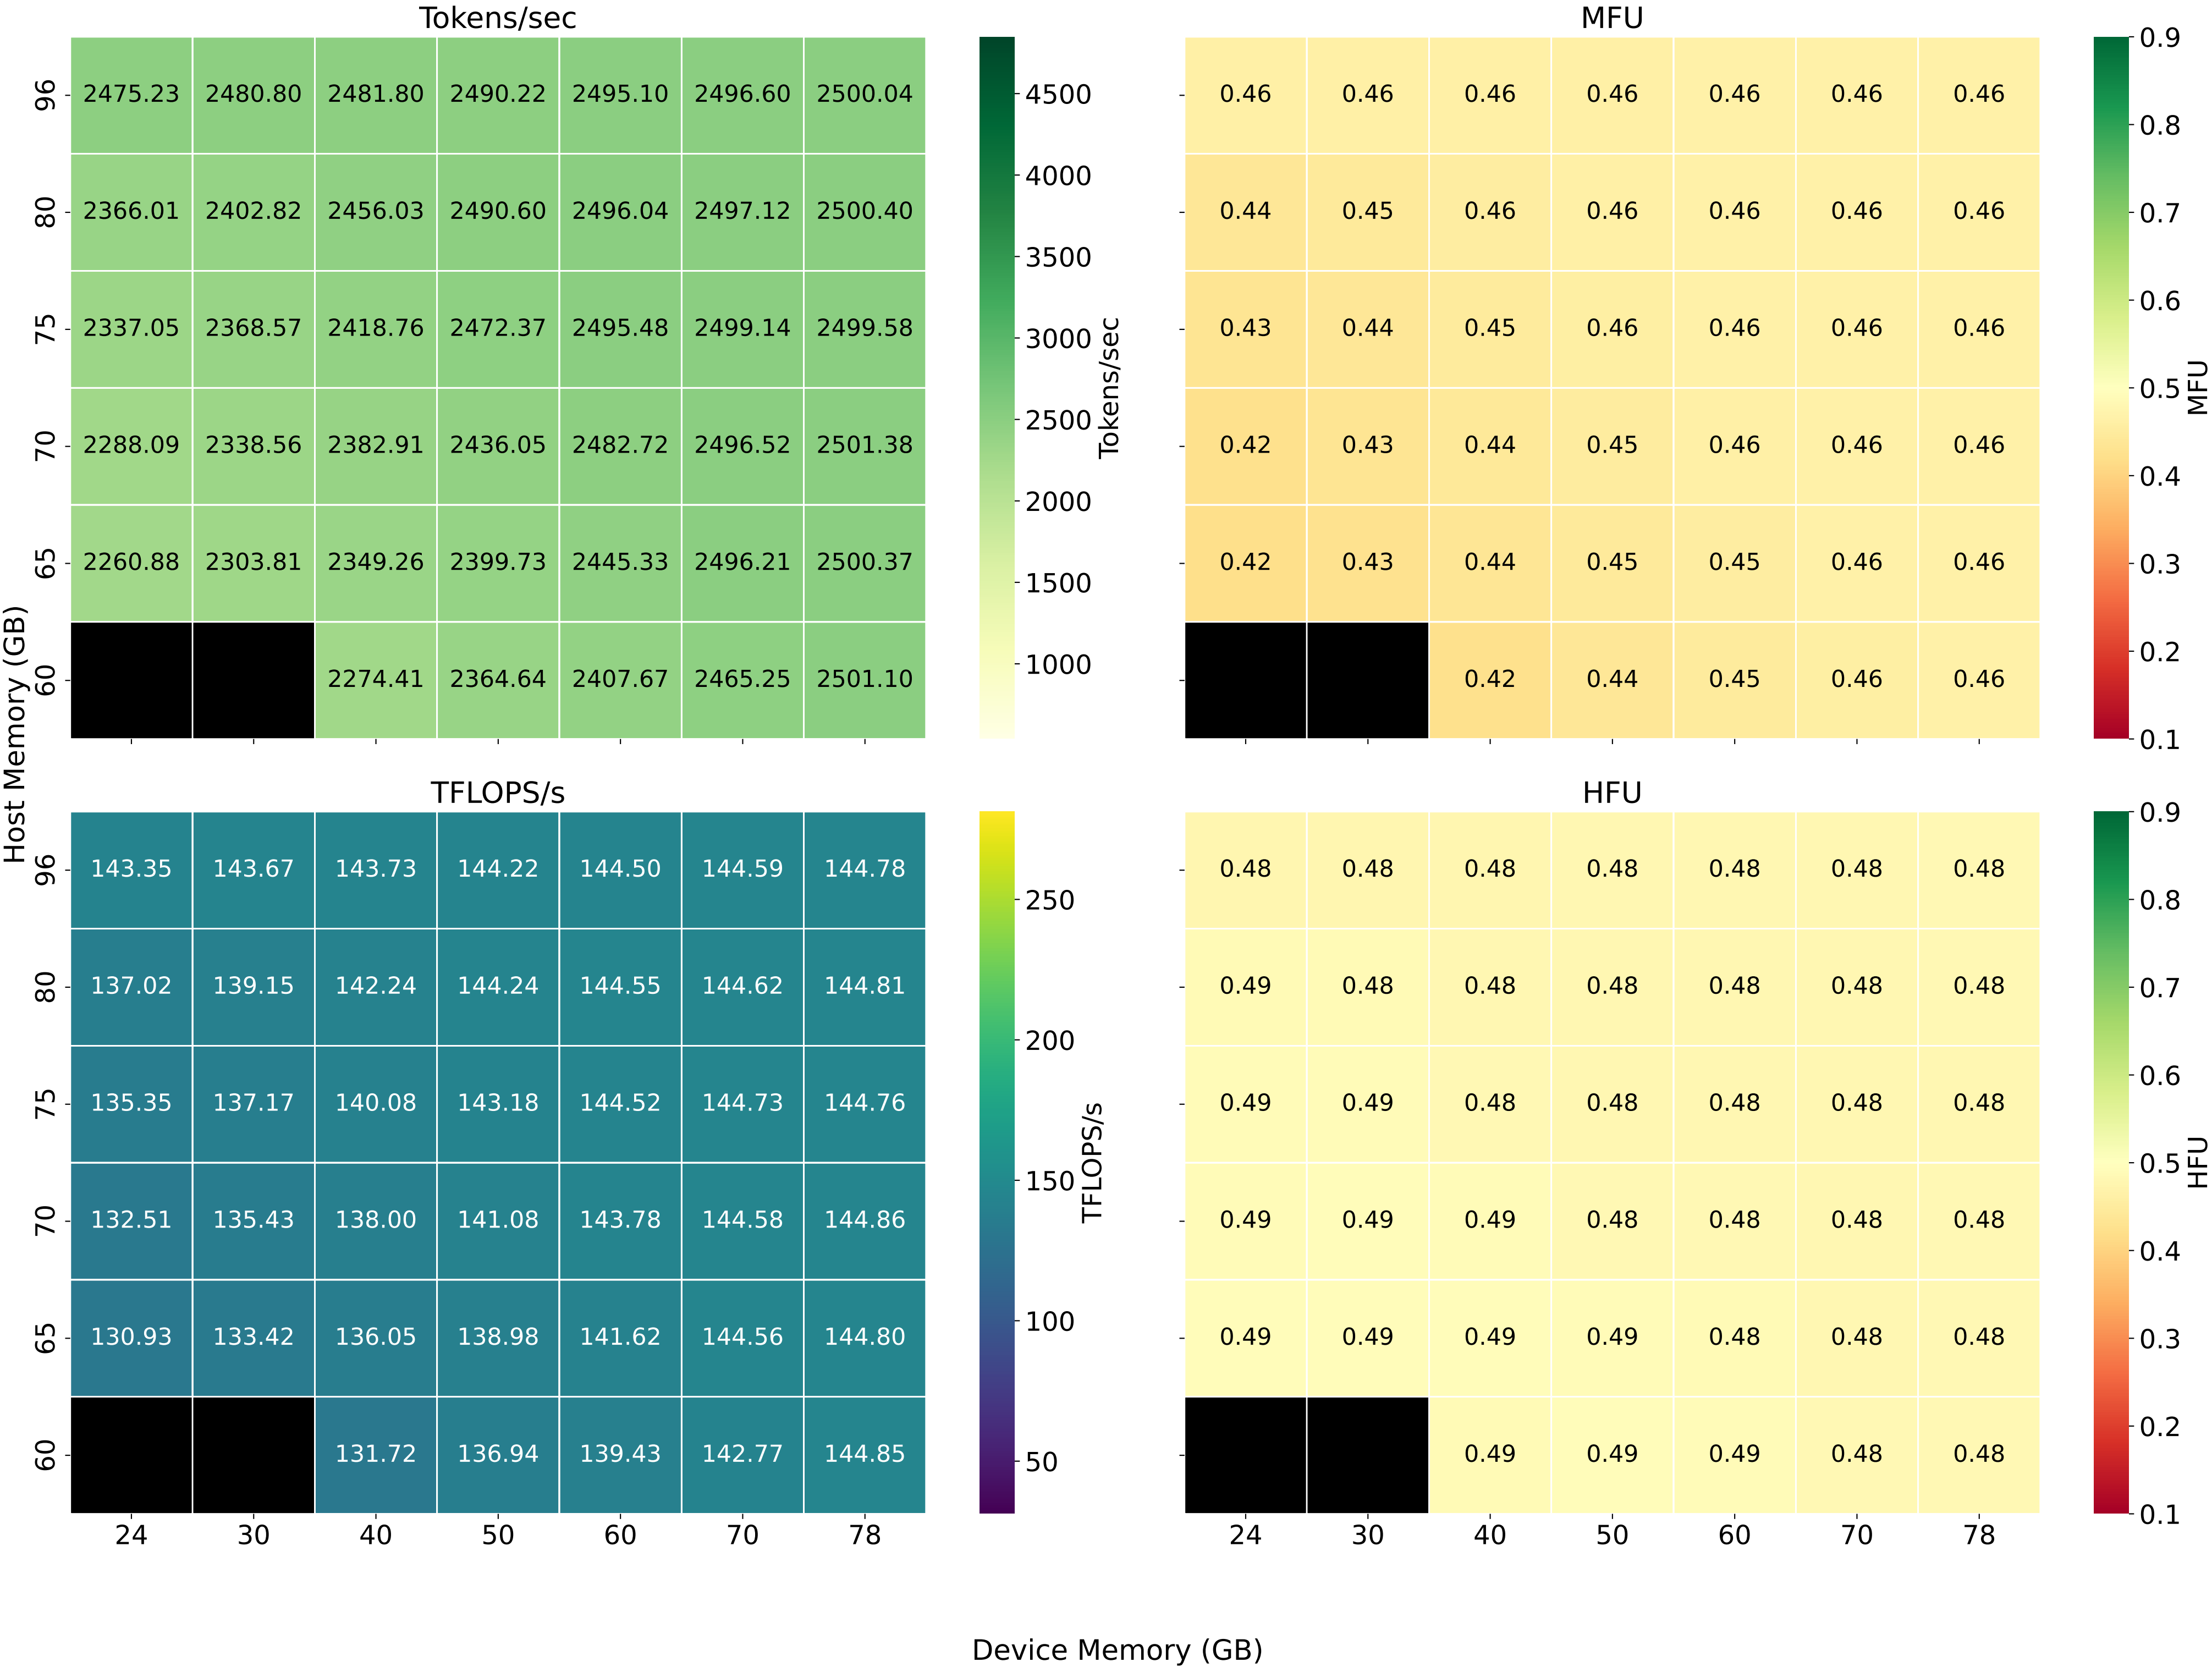 Tokens/sec
96 2475.23 2480.80 2481.80 2490.22 2495.10 2496.60 2500.04
80 2366.01 2402.82 2456.03 2490.60 2496.04 2497.12 2500.40
75 2337.05 2368.57 2418.76 2472.37 2495.48 2499.14 2499.58
70 2288.09 2338.56 2382.91 2436.05 2482.72 2496.52 2501.38
65 2260.88 2303.81 2349.26 2399.73 2445.33 2496.21 2500.37
60 2274.41 2364.64 2407.67 2465.25 2501.10
4500
4000
3500
3000
2500
2000
1500
1000
Tokens/sec
MFU
0.46 0.46 0.46 0.46 0.46 0.46 0.46
0.44 0.45 0.46 0.46 0.46 0.46 0.46
0.43 0.44 0.45 0.46 0.46 0.46 0.46
0.42 0.43 0.44 0.45 0.46 0.46 0.46
0.42 0.43 0.44 0.45 0.45 0.46 0.46
0.42 0.44 0.45 0.46 0.46
0.9
0.8
0.7
0.6
0.5
0.4
0.3
0.2
0.1
MFU
Host Memory (GB)
TFLOPS/s
96 143.35 143.67 143.73 144.22 144.50 144.59 144.78
80 137.02 139.15 142.24 144.24 144.55 144.62 144.81
75 135.35 137.17 140.08 143.18 144.52 144.73 144.76
70 132.51 135.43 138.00 141.08 143.78 144.58 144.86
65 130.93 133.42 136.05 138.98 141.62 144.56 144.80
60 131.72 136.94 139.43 142.77 144.85
24 30 40 50 60 70 78
250
200
150
100
50
TFLOPS/s
HFU
0.48 0.48 0.48 0.48 0.48 0.48 0.48
0.49 0.48 0.48 0.48 0.48 0.48 0.48
0.49 0.49 0.48 0.48 0.48 0.48 0.48
0.49 0.49 0.49 0.48 0.48 0.48 0.48
0.49 0.49 0.49 0.49 0.48 0.48 0.48
0.49 0.49 0.49 0.48 0.48
24 30 40 50 60 70 78
0.9
0.8
0.7
0.6
0.5
0.4
0.3
0.2
0.1
HFU
Device Memory (GB)